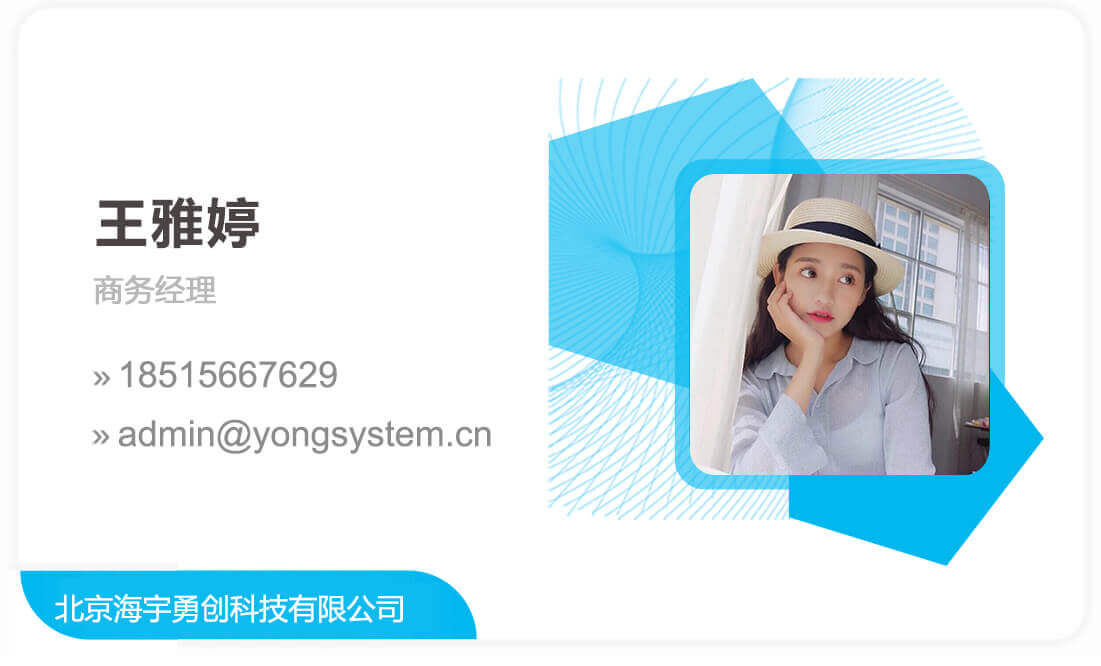 王雅婷
商务经理
» 18515667629
» admin@yongsystem.cn
北京海宇勇创科技有限公司